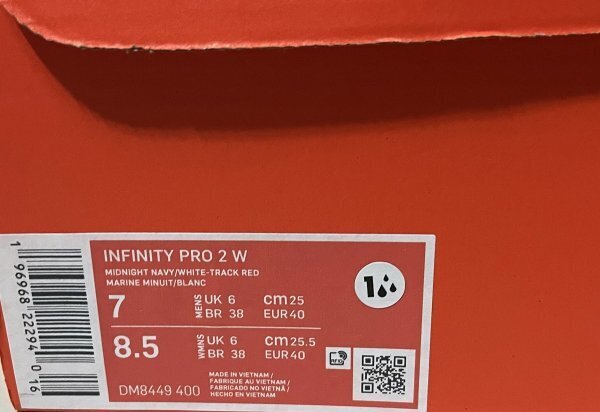 INFINITY PRO 2 W
MIDNIGHT NAVY/WHITE-TRACK RED
MARINE MINUIT/BLANC
7 MENS UK 6 cm 25
BR 38 EUR 40
8.5 WMNS UK 6 cm 25.5
BR 38 EUR 40
MADE IN VIETNAM /
FABRIQUE AU VIETNAM /
FABRICADO NO VIETNÃ /
HECHO EN VIETNAM
DM8449 400
1
RFID
1 96968 22294 0 16